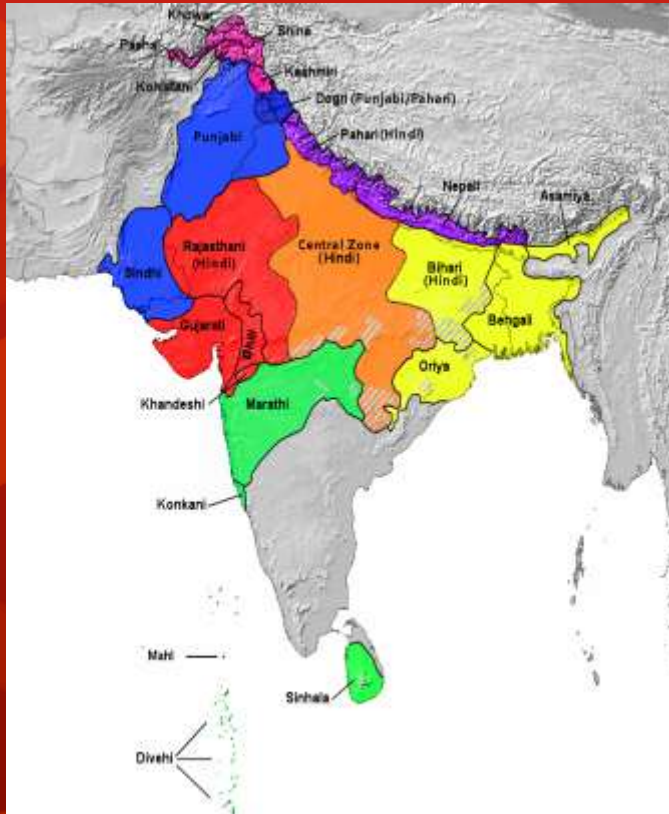 Khowar
Shina
Pashai
Kohistani
Kashmiri
Dogri (Punjabi/Pahari)
Punjabi
Pahari (Hindi)
Nepali
Asamiya
Rajasthani
(Hindi)
Central Zone
(Hindi)
Bihari
(Hindi)
Sindhi
Gujarati
Bhili
Bengali
Oriya
Khandeshi
Marathi
Konkani
Mahl
Sinhala
Divehi